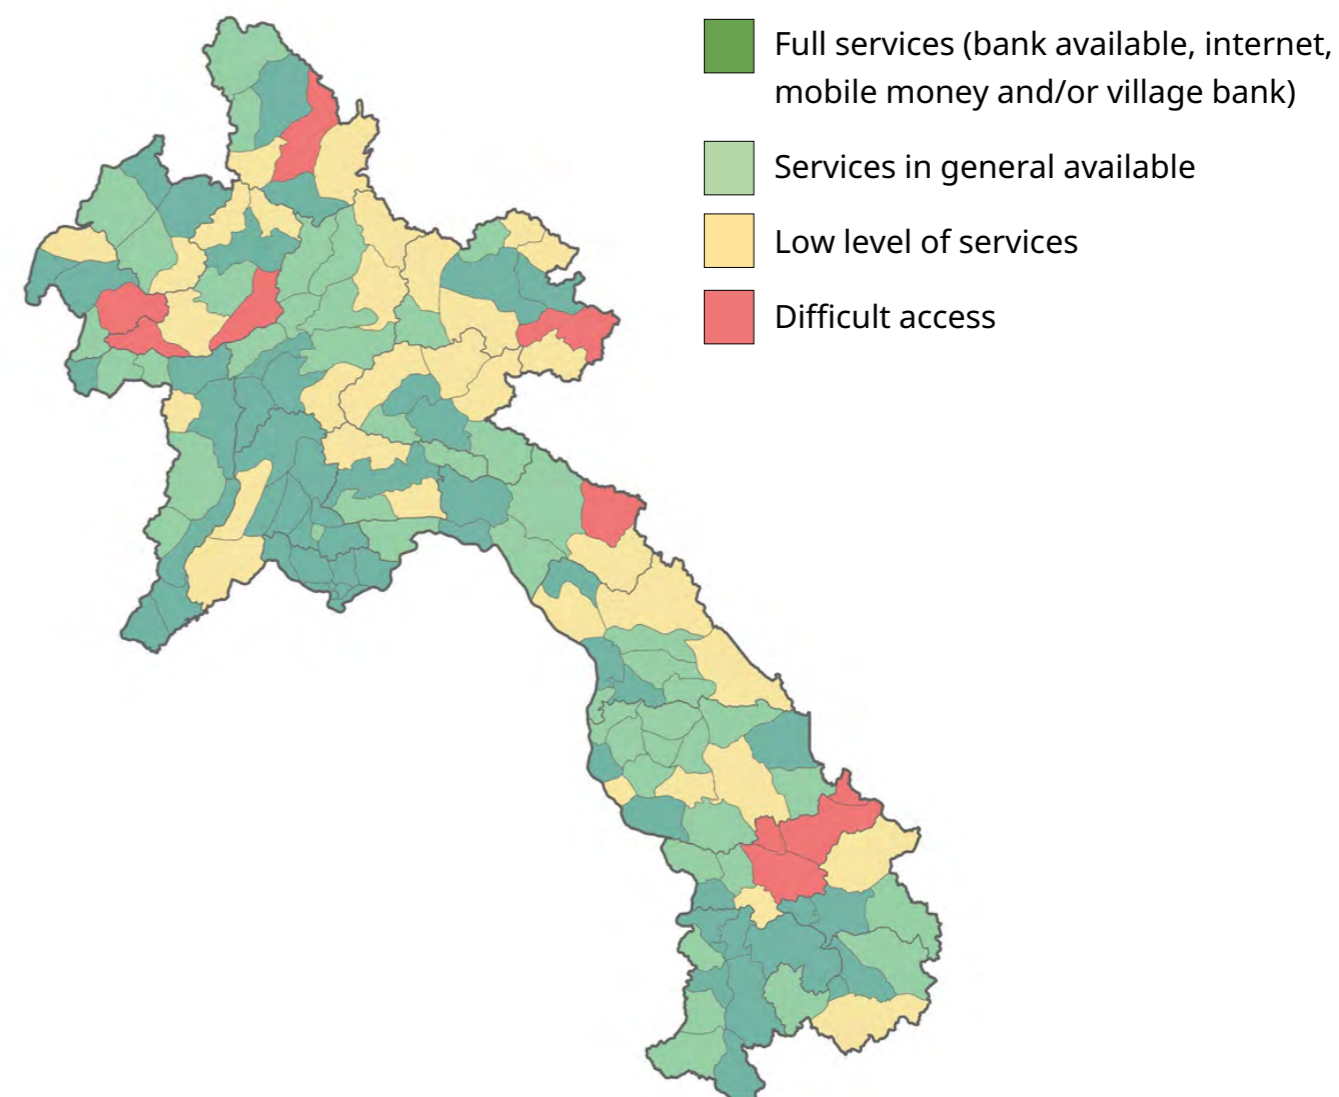 Full services (bank available, internet,
mobile money and/or village bank)
Services in general available
Low level of services
Difficult access